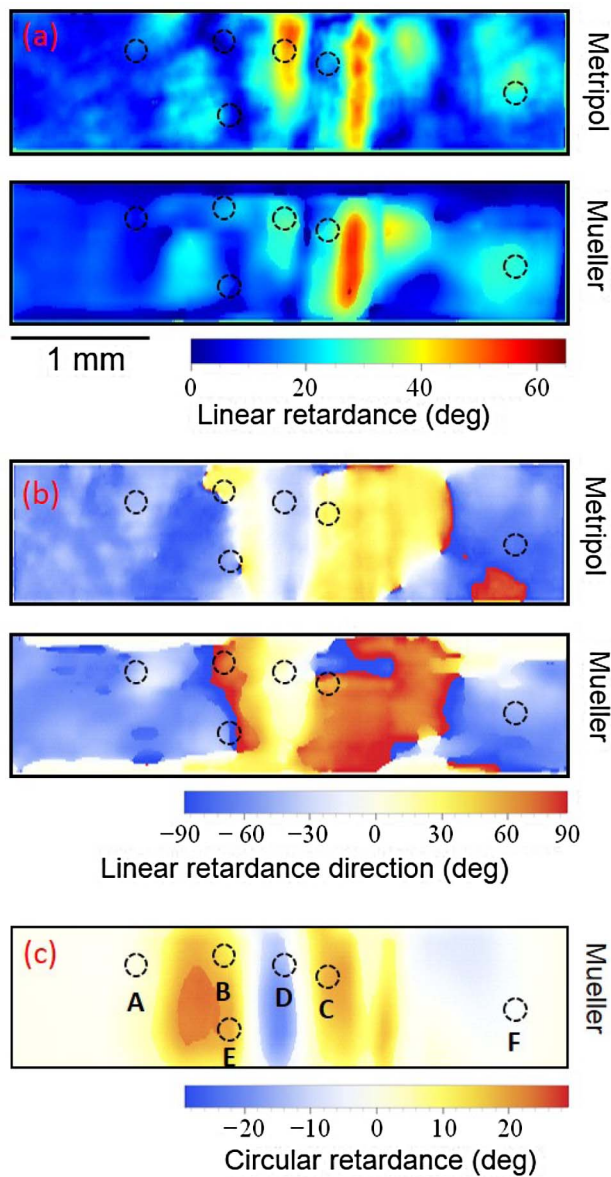 (a)
Metripol
Mueller
1 mm
0 20 40 60
Linear retardance (deg)
(b)
Metripol
Mueller
−90 −60 −30 0 30 60 90
Linear retardance direction (deg)
(c)
Mueller
A B D C
E F
−20 −10 0 10 20
Circular retardance (deg)